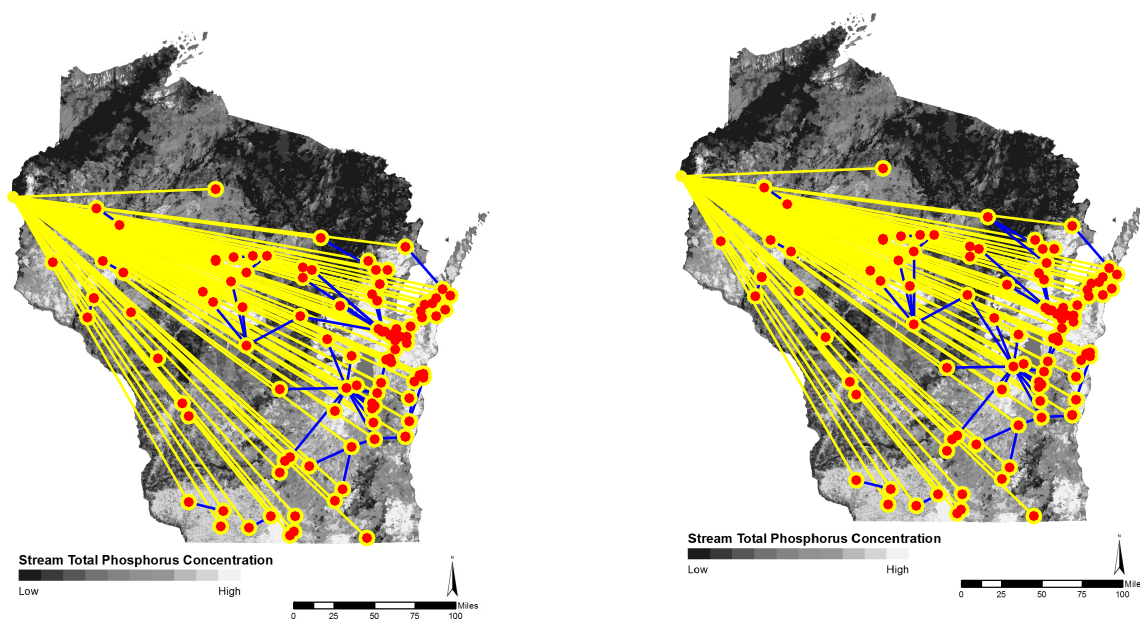 Stream Total Phosphorus Concentration
Low High
N
Miles
0 25 50 75 100
Stream Total Phosphorus Concentration
Low High
N
Miles
0 25 50 75 100